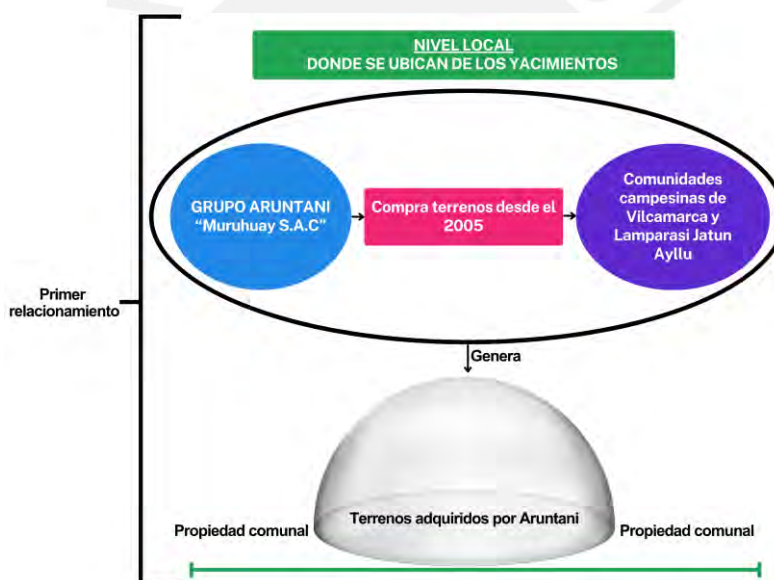 NIVEL LOCAL
DONDE SE UBICAN DE LOS YACIMIENTOS
GRUPO ARUNTANI
“Muruhuay S.A.C”
Compra terrenos desde el
2005
Comunidades
campesinas de
Vilcamarca y
Lamparasi Jatun
Ayllu
Primer
relacionamiento
Genera
Terrenos adquiridos por Aruntani
Propiedad comunal
Propiedad comunal